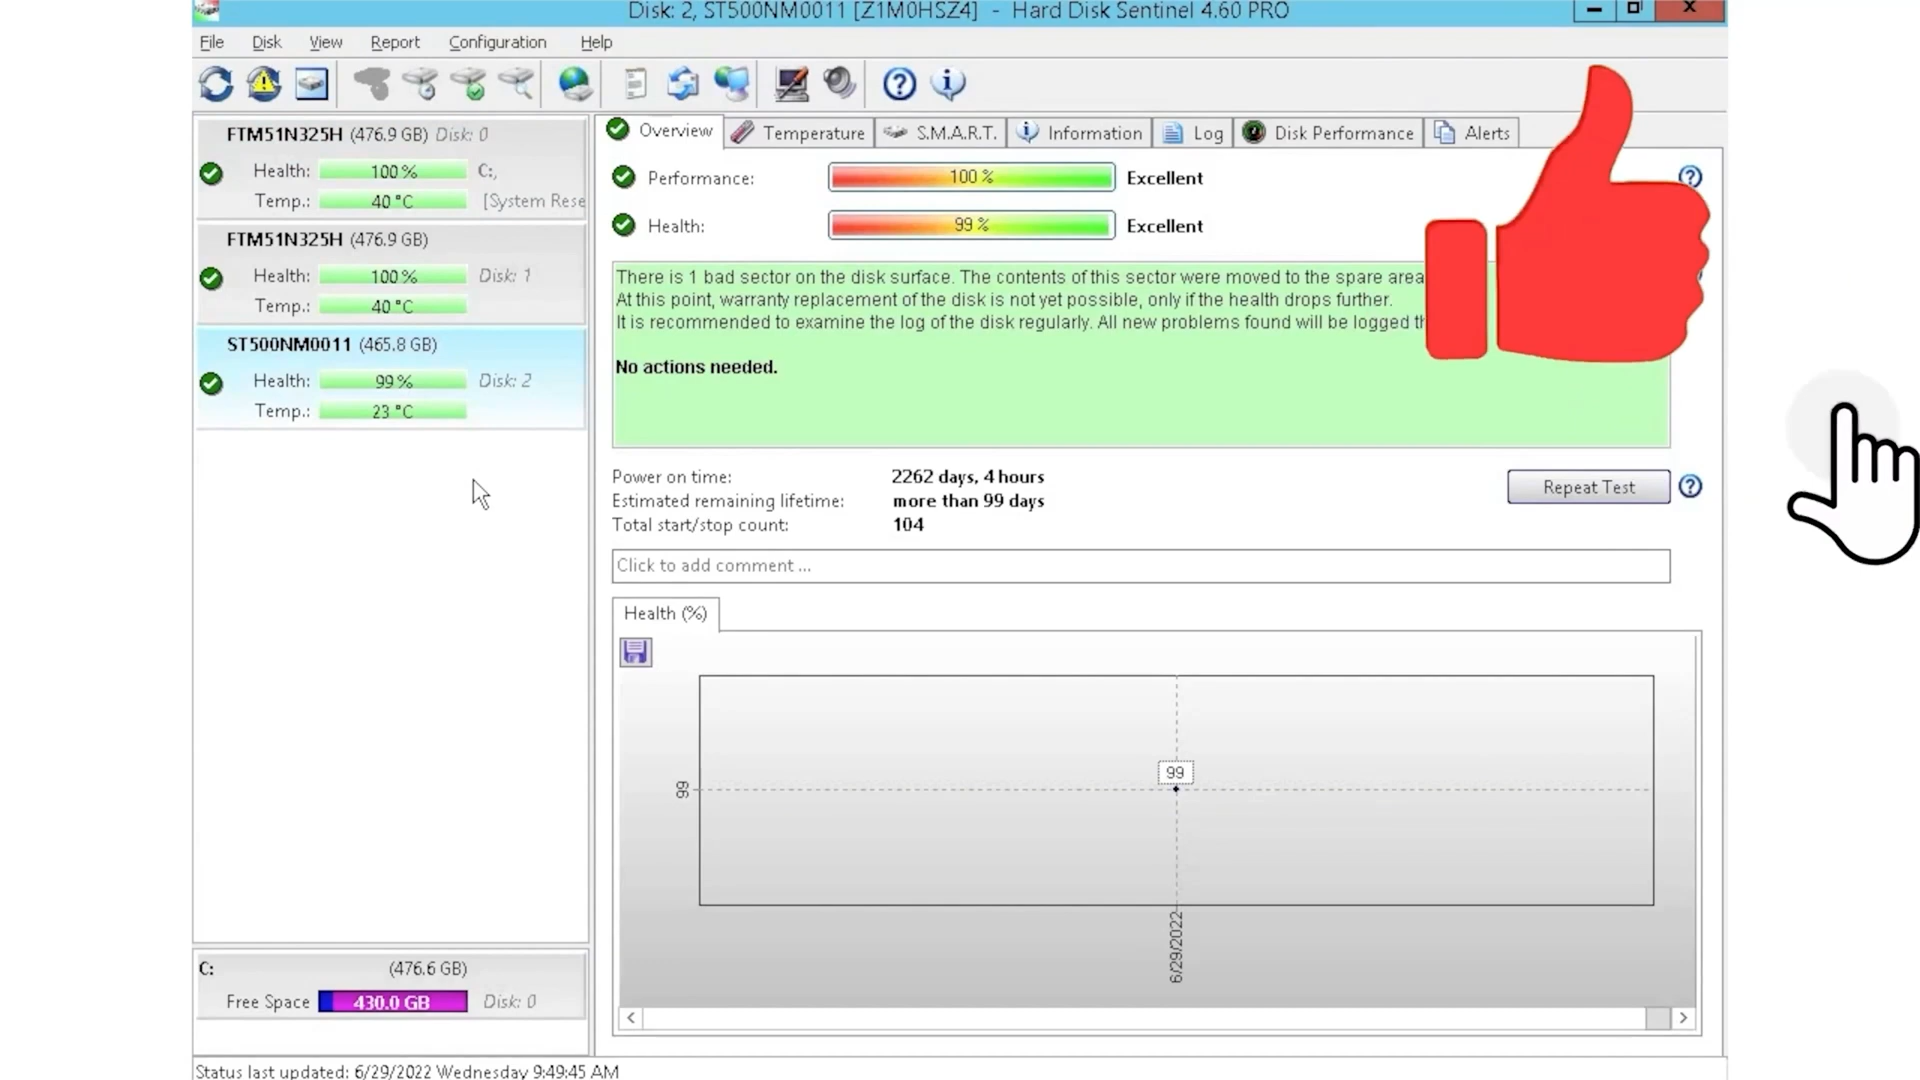 Disk: 2, ST500NM0011 [Z1M0HSZ4] - Hard Disk Sentinel 4.60 PRO
File Disk View Report Configuration Help
FTM51N325H (476.9 GB) Disk: 0
Health: 100 % C:,
Temp.: 40 °C [System Rese
FTM51N325H (476.9 GB)
Health: 100 % Disk: 1
Temp.: 40 °C
ST500NM0011 (465.8 GB)
Health: 99 % Disk: 2
Temp.: 23 °C
C: (476.6 GB)
Free Space 430.0 GB Disk: 0
Overview Temperature S.M.A.R.T. Information Log Disk Performance Alerts
Performance: 100 % Excellent
Health: 99 % Excellent
There is 1 bad sector on the disk surface. The contents of this sector were moved to the spare area
At this point, warranty replacement of the disk is not yet possible, only if the health drops further.
It is recommended to examine the log of the disk regularly. All new problems found will be logged
No actions needed.
Power on time: 2262 days, 4 hours
Estimated remaining lifetime: more than 99 days
Total start/stop count: 104
Repeat Test
Click to add comment ...
Health (%)
99
99
6/29/2022
Status last updated: 6/29/2022 Wednesday 9:49:45 AM